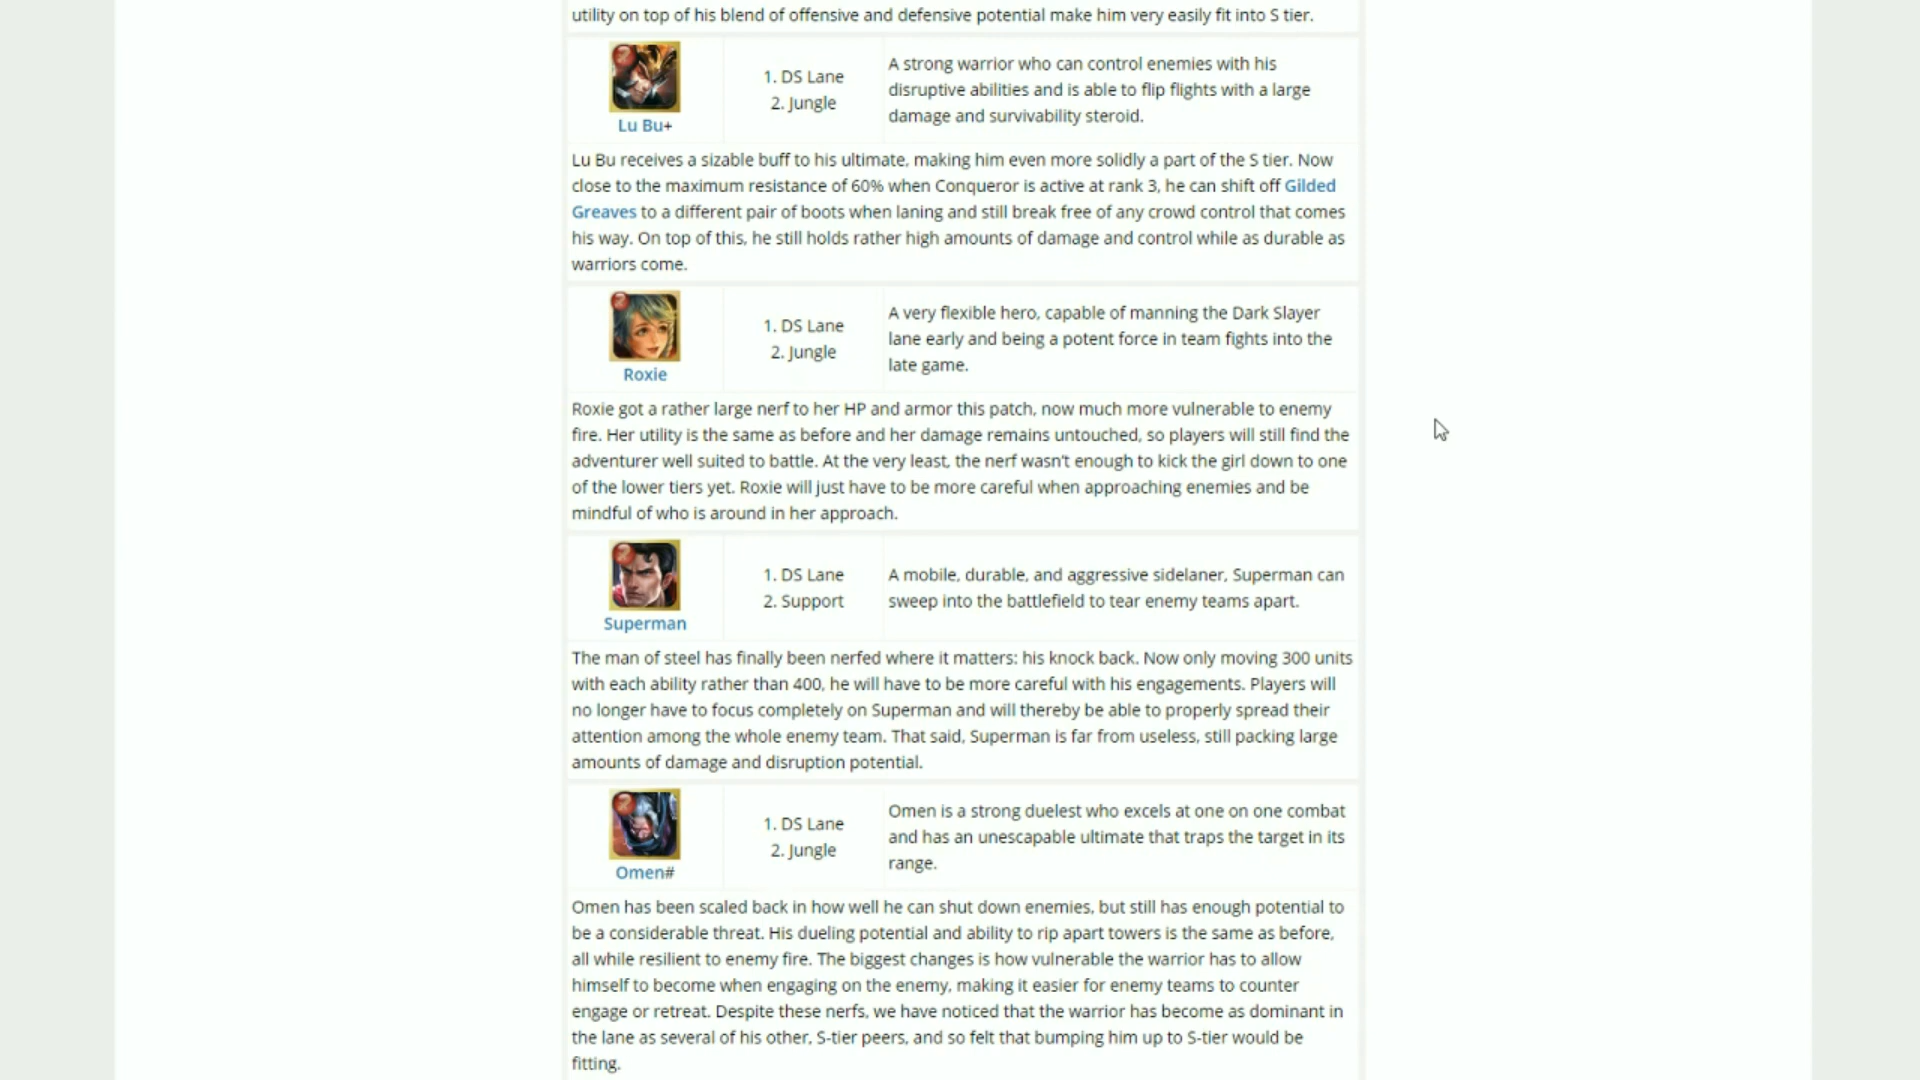 utility on top of his blend of offensive and defensive potential make him very easily fit into S tier.
Lu Bu+
1. DS Lane
2. Jungle
A strong warrior who can control enemies with his
disruptive abilities and is able to flip flights with a large
damage and survivability steroid.
Lu Bu receives a sizable buff to his ultimate, making him even more solidly a part of the S tier. Now
close to the maximum resistance of 60% when Conqueror is active at rank 3, he can shift off Gilded
Greaves to a different pair of boots when laning and still break free of any crowd control that comes
his way. On top of this, he still holds rather high amounts of damage and control while as durable as
warriors come.
Roxie
1. DS Lane
2. Jungle
A very flexible hero, capable of manning the Dark Slayer
lane early and being a potent force in team fights into the
late game.
Roxie got a rather large nerf to her HP and armor this patch, now much more vulnerable to enemy
fire. Her utility is the same as before and her damage remains untouched, so players will still find the
adventurer well suited to battle. At the very least, the nerf wasn't enough to kick the girl down to one
of the lower tiers yet. Roxie will just have to be more careful when approaching enemies and be
mindful of who is around in her approach.
Superman
1. DS Lane
2. Support
A mobile, durable, and aggressive sidelaner, Superman can
sweep into the battlefield to tear enemy teams apart.
The man of steel has finally been nerfed where it matters: his knock back. Now only moving 300 units
with each ability rather than 400, he will have to be more careful with his engagements. Players will
no longer have to focus completely on Superman and will thereby be able to properly spread their
attention among the whole enemy team. That said, Superman is far from useless, still packing large
amounts of damage and disruption potential.
Omen#
1. DS Lane
2. Jungle
Omen is a strong duelest who excels at one on one combat
and has an unescapable ultimate that traps the target in its
range.
Omen has been scaled back in how well he can shut down enemies, but still has enough potential to
be a considerable threat. His dueling potential and ability to rip apart towers is the same as before,
all while resilient to enemy fire. The biggest changes is how vulnerable the warrior has to allow
himself to become when engaging on the enemy, making it easier for enemy teams to counter
engage or retreat. Despite these nerfs, we have noticed that the warrior has become as dominant in
the lane as several of his other, S-tier peers, and so felt that bumping him up to S-tier would be
fitting.